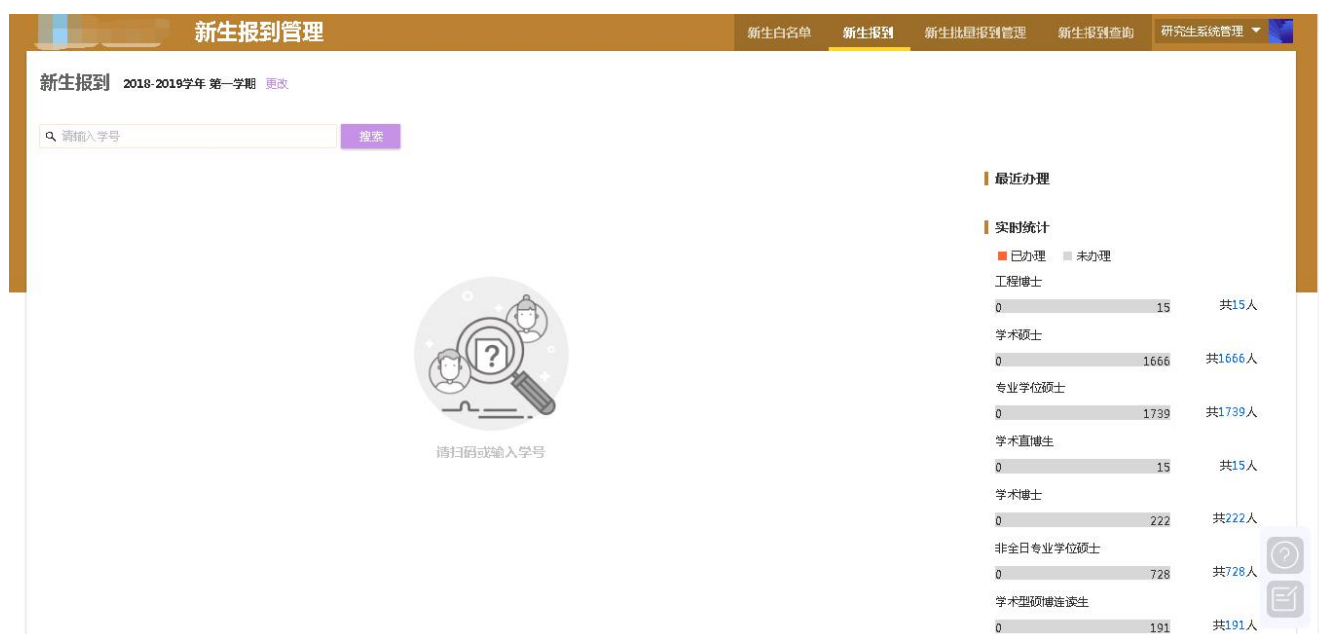 新生报到管理
新生白名单 新生报到 新生批量报到管理 新生报到查询 研究生系统管理
新生报到 2018-2019学年 第一学期 更改
请输入学号 搜索
最近办理
实时统计
已办理 未办理
工程博士
0 15 共15人
学术硕士
0 1666 共1666人
专业学位硕士
0 1739 共1739人
学术直博生
0 15 共15人
学术博士
0 222 共222人
非全日专业学位硕士
0 728 共728人
学术型硕博连读生
0 191 共191人
请扫码或输入学号